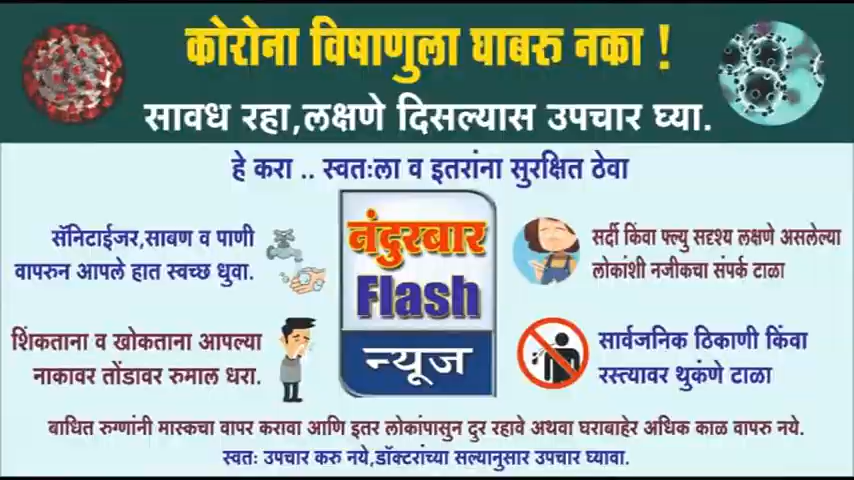 कोरोना विषाणुला घाबरु नका !
सावध रहा,लक्षणे दिसल्यास उपचार घ्या.
हे करा .. स्वतःला व इतरांना सुरक्षित ठेवा
सॅनिटाईजर,साबण व पाणी
वापरुन आपले हात स्वच्छ धुवा.
शिंकताना व खोकताना आपल्या
नाकावर तोंडावर रुमाल धरा.
नंदुरबार
Flash
न्यूज
सर्दी किंवा फ्ल्यु सदृश्य लक्षणे असलेल्या
लोकांशी नजीकचा संपर्क टाळा
सार्वजनिक ठिकाणी किंवा
रस्त्यावर थुकंणे टाळा
बाधित रुग्णांनी मास्कचा वापर करावा आणि इतर लोकांपासुन दुर रहावे अथवा घराबाहेर अधिक काळ वापरु नये.
स्वतः उपचार करु नये,डॉक्टरांच्या सल्यानुसार उपचार घ्यावा.